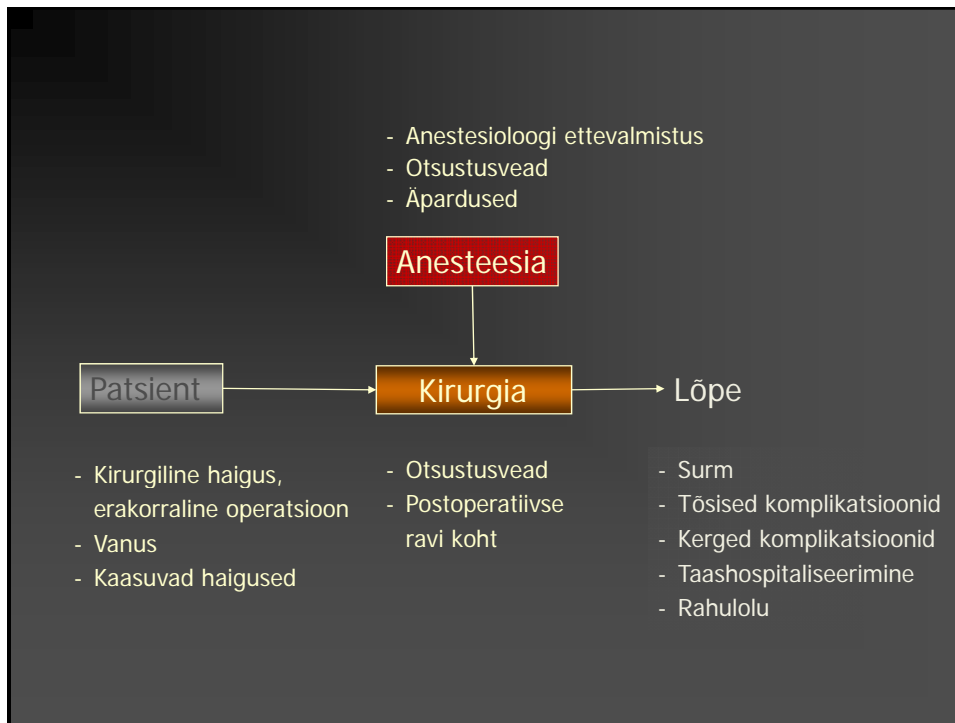 - Anestesioloogi ettevalmistus
- Otsustusvead
- Äpardused
Anesteesia
Patsient
Kirurgia
Lõpe
- Kirurgiline haigus,
erakorraline operatsioon
- Vanus
- Kaasuvad haigused
- Otsustusvead
- Postoperatiivse
ravi koht
- Surm
- Tõsised komplikatsioonid
- Kerged komplikatsioonid
- Taashospitaliseerimine
- Rahulolu